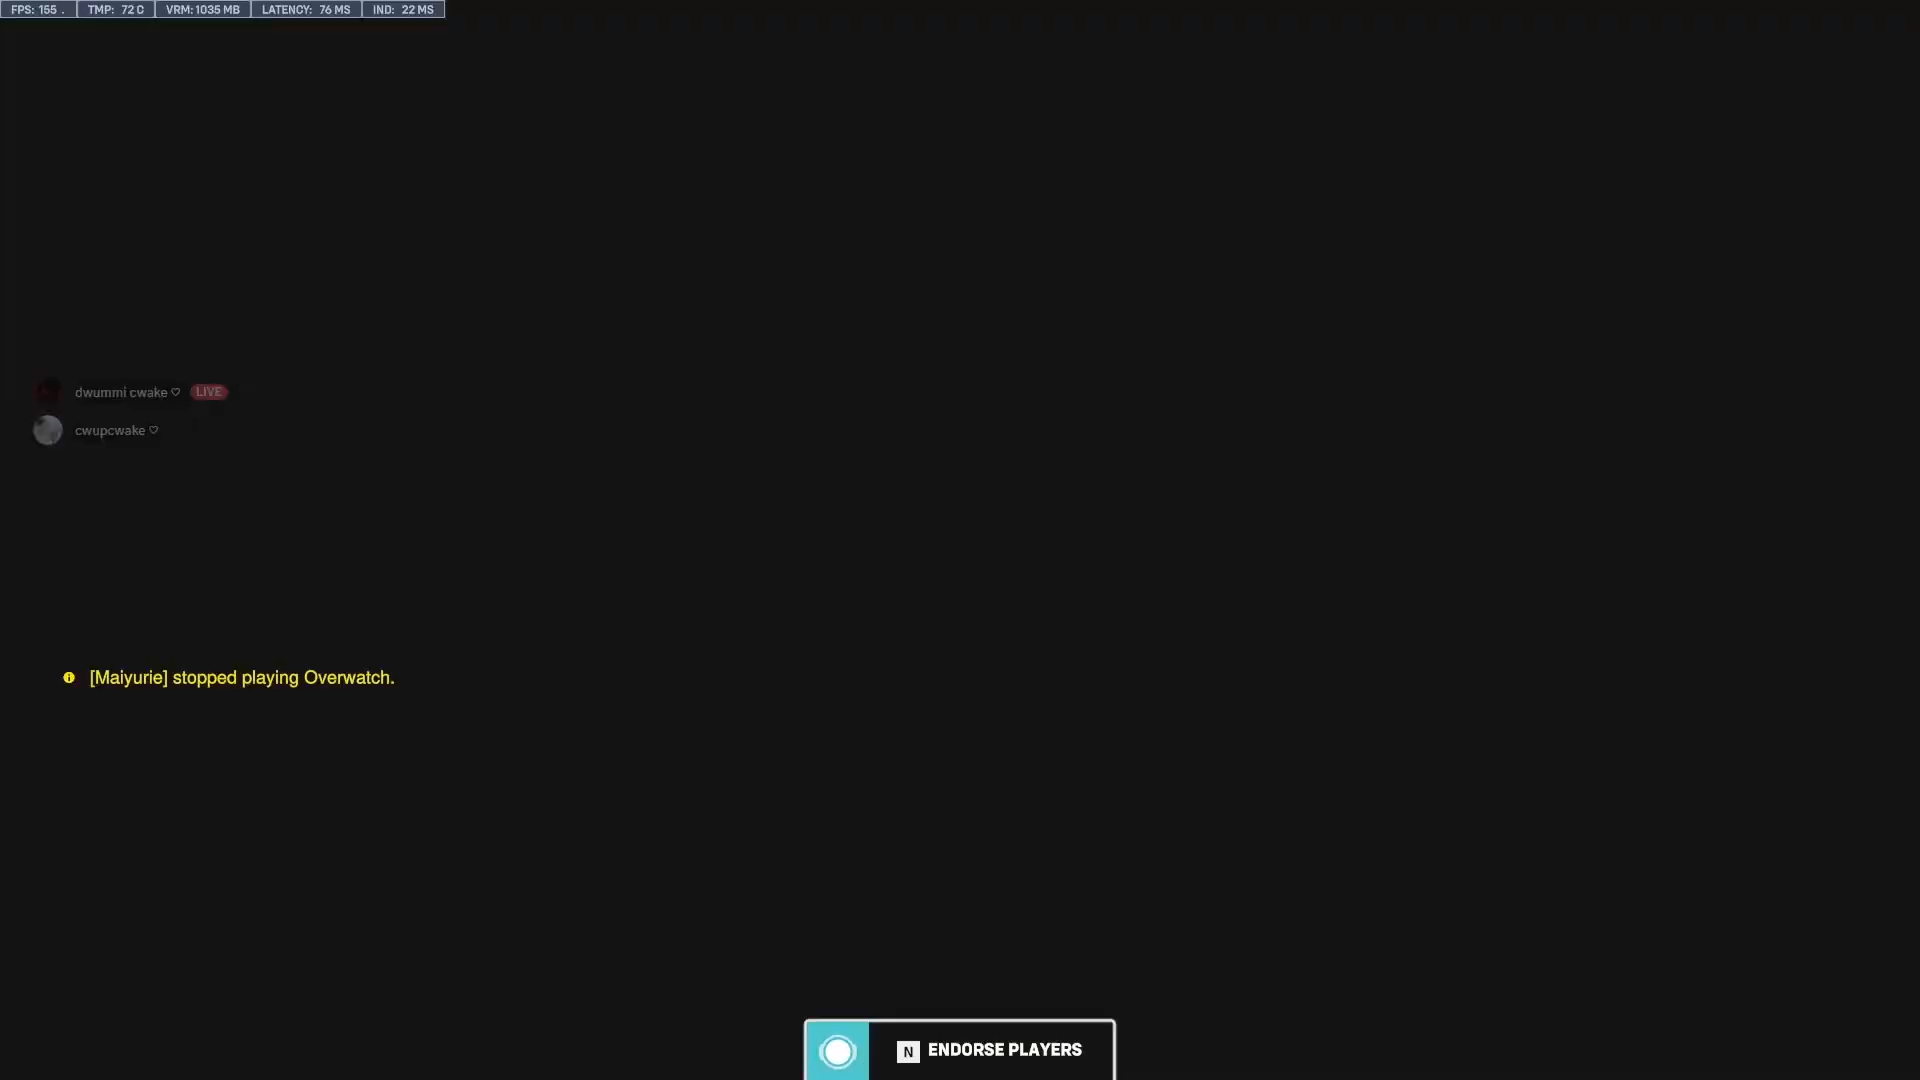 FPS: 155 . TMP: 72 C VRM: 1035 MB LATENCY: 76 MS IND: 22 MS
dwummi cwake ♡ LIVE
cwupcwake ♡
[Maiyurie] stopped playing Overwatch.
N ENDORSE PLAYERS